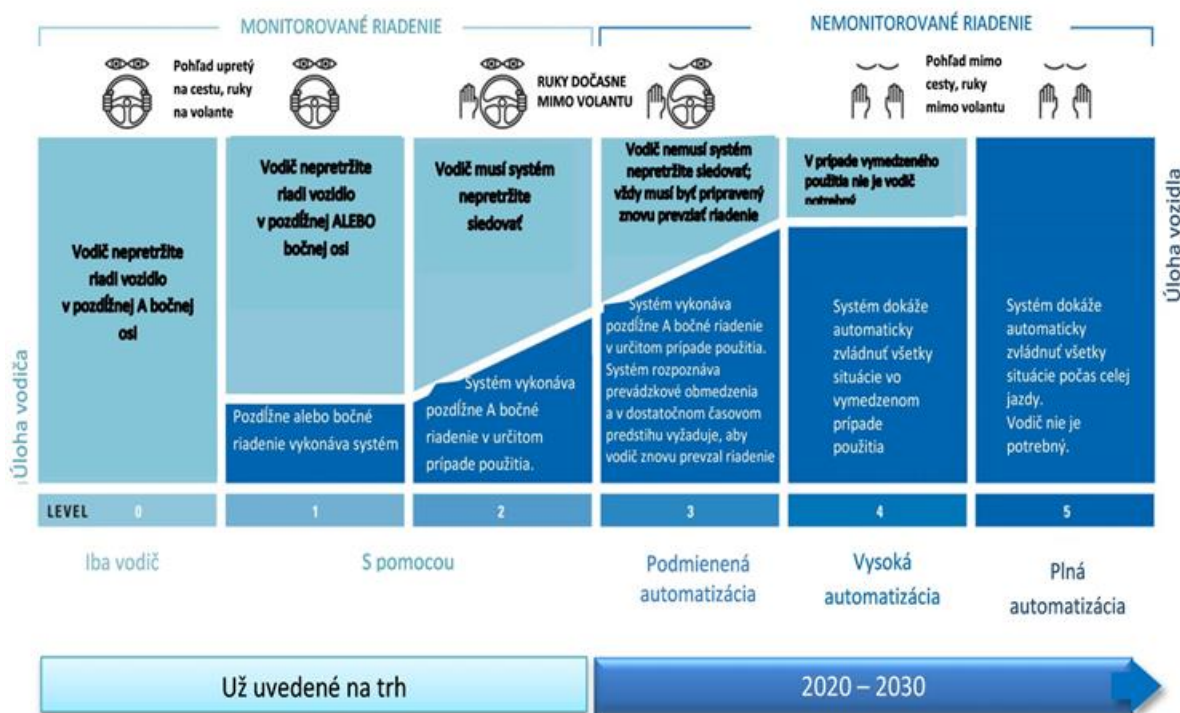 MONITOROVANÉ RIADENIE
NEMONITOROVANÉ RIADENIE
Pohľad upretý
na cestu, ruky
na volante
RUKY DOČASNE
MIMO VOLANTU
Pohľad mimo
cesty, ruky
mimo volantu
Úloha vodiča
Vodič nepretržite
riadi vozidlo
v pozdĺžnej A bočnej
osi
Vodič nepretržite
riadi vozidlo
v pozdĺžnej ALEBO
bočnej osi
Pozdĺžne alebo bočné
riadenie vykonáva systém
Vodič musí systém
nepretržite
sledovať
Systém vykonáva
pozdĺžne A bočné
riadenie v určitom
prípade použitia.
Vodič nemusí systém
nepretržite sledovať;
vždy musí byť pripravený
znovu prevziať riadenie
Systém vykonáva
pozdĺžne A bočné riadenie
v určitom prípade použitia.
Systém rozpoznáva
prevádzkové obmedzenia
a v dostatočnom časovom
predstihu vyžaduje, aby
vodič znovu prevzal riadenie
V prípade vymedzeného
použitia nie je vodič
potrebný
Systém dokáže
automaticky
zvládnuť všetky
situácie vo
vymedzenom
prípade
použitia
Systém dokáže
automaticky
zvládnuť všetky
situácie počas celej
jazdy.
Vodič nie je
potrebný.
Úloha vozidla
LEVEL 0 1 2 3 4 5
Iba vodič
S pomocou
Podmienená
automatizácia
Vysoká
automatizácia
Plná
automatizácia
Už uvedené na trh
2020 – 2030